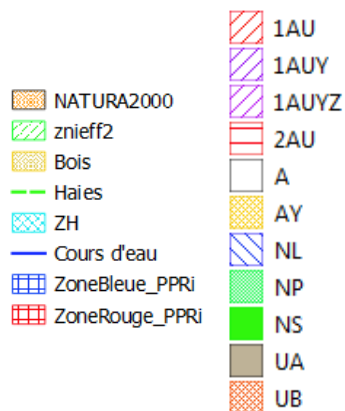 NATURA2000
znieff2
Bois
Haies
ZH
Cours d'eau
ZoneBleue_PPRi
ZoneRouge_PPRi
1AU
1AUY
1AUYZ
2AU
A
AY
NL
NP
NS
UA
UB